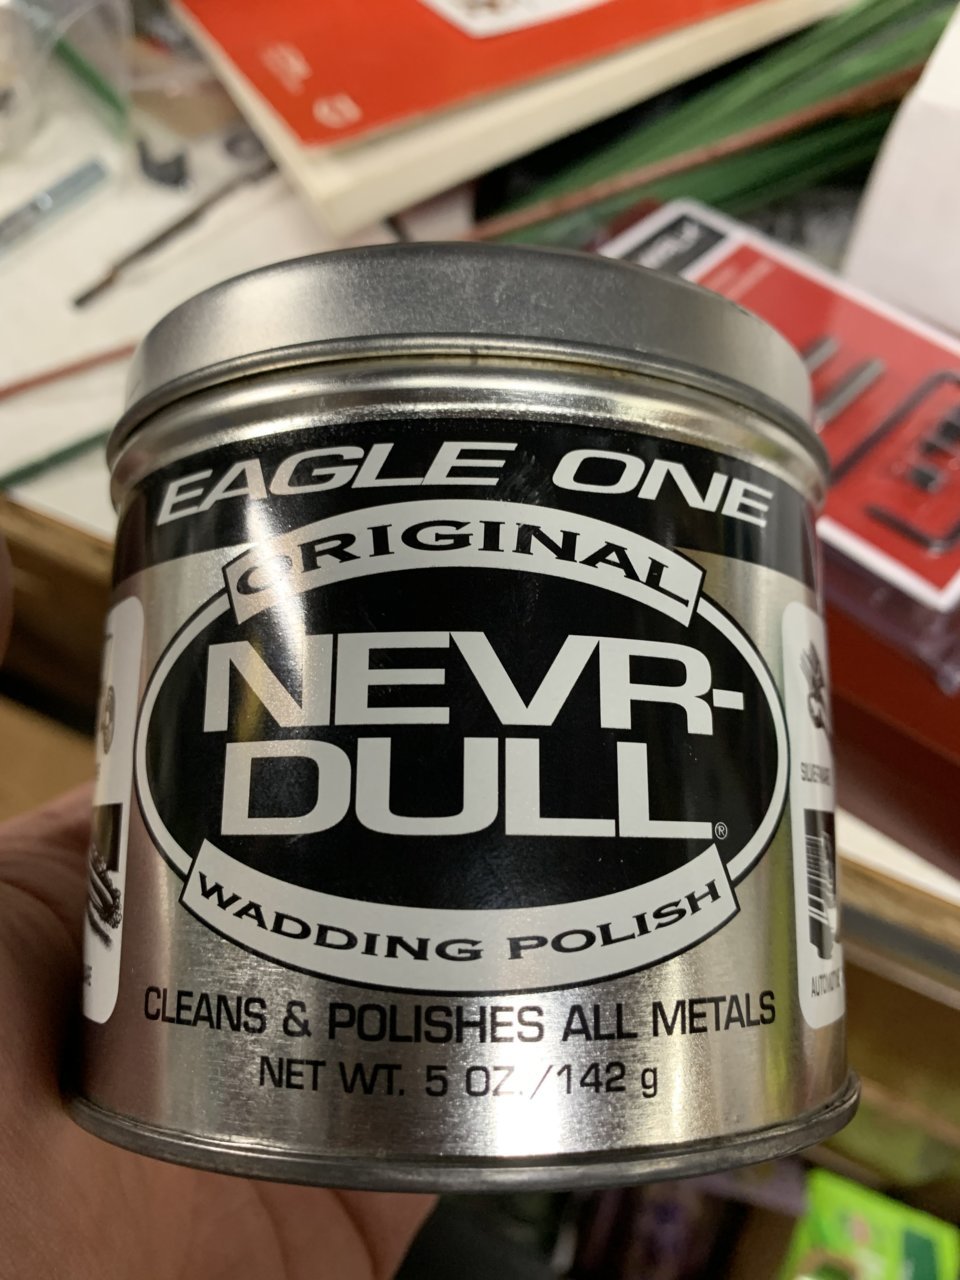 EAGLE ONE
ORIGINAL
NEVR-
DULL®
WADDING POLISH
CLEANS & POLISHES ALL METALS
NET WT. 5 OZ./142 g